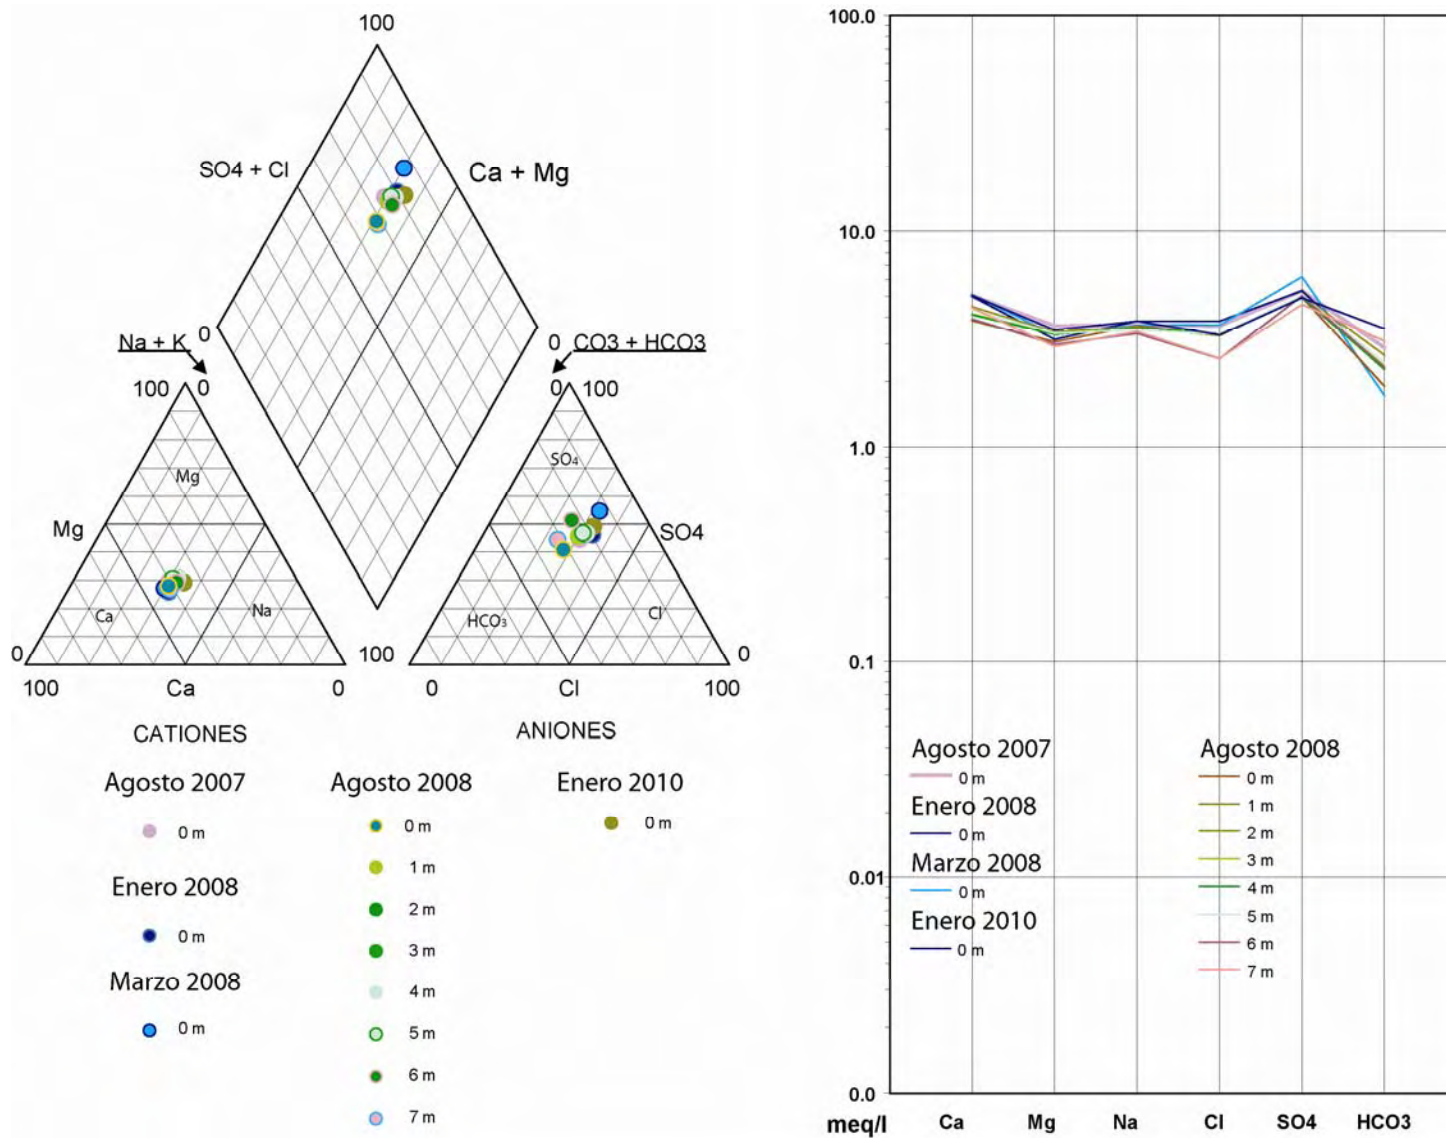 100
SO4 + Cl
Ca + Mg
0
0
Na + K
CO3 + HCO3
100 0
0 100
Mg
SO4
Mg
SO4
Ca
Na
HCO3
Cl
0
100
0
100
Ca
0
0
Cl
100
CATIONES
ANIONES
Agosto 2007
0 m
Enero 2008
0 m
Marzo 2008
0 m
Agosto 2008
0 m
1 m
2 m
3 m
4 m
5 m
6 m
7 m
Enero 2010
0 m
100.0
10.0
1.0
0.1
0.01
0.0
Agosto 2007
0 m
Enero 2008
0 m
Marzo 2008
0 m
Enero 2010
0 m
Agosto 2008
0 m
1 m
2 m
3 m
4 m
5 m
6 m
7 m
meq/l Ca Mg Na Cl SO4 HCO3